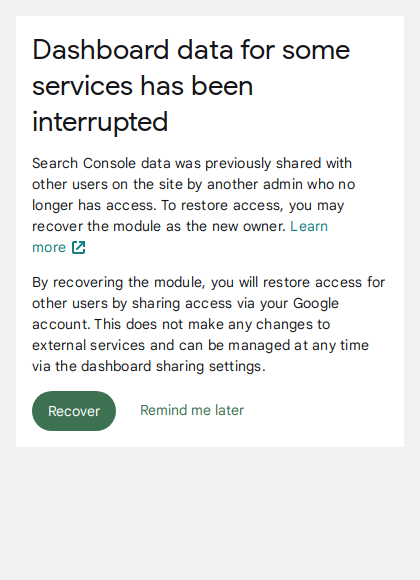 Dashboard data for some
services has been
interrupted
Search Console data was previously shared with
other users on the site by another admin who no
longer has access. To restore access, you may
recover the module as the new owner. Learn
more
By recovering the module, you will restore access for
other users by sharing access via your Google
account. This does not make any changes to
external services and can be managed at any time
via the dashboard sharing settings.
Recover Remind me later